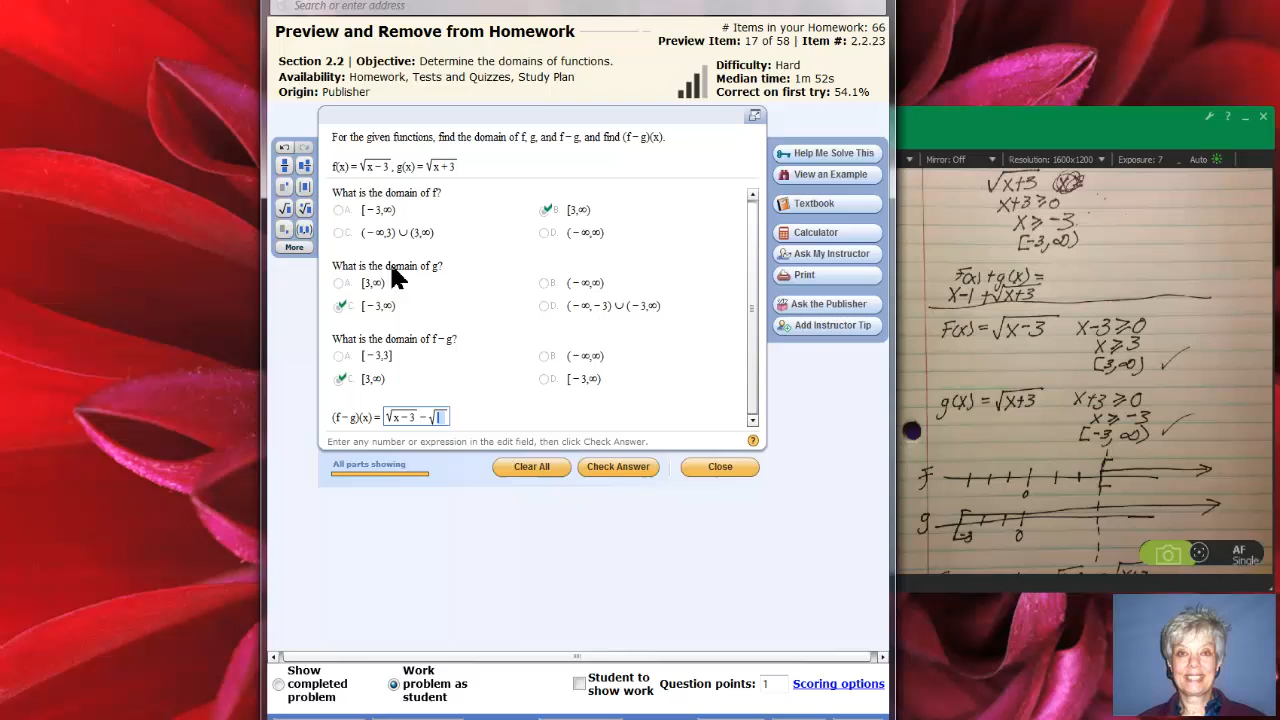 Search or enter address
Preview and Remove from Homework
# Items in your Homework: 66
Preview Item: 17 of 58 | Item #: 2.2.23
Section 2.2 | Objective: Determine the domains of functions.
Availability: Homework, Tests and Quizzes, Study Plan
Origin: Publisher
Difficulty: Hard
Median time: 1m 52s
Correct on first try: 54.1%
For the given functions, find the domain of f, g, and f − g, and find (f − g)(x).
f(x) = √x − 3 , g(x) = √x + 3
What is the domain of f?
A. [ − 3,∞)
B. [3,∞)
C. ( − ∞,3) ∪ (3,∞)
D. ( − ∞,∞)
What is the domain of g?
A. [3,∞)
B. ( − ∞,∞)
C. [ − 3,∞)
D. ( − ∞, − 3) ∪ ( − 3,∞)
What is the domain of f − g?
A. [ − 3,3]
B. ( − ∞,∞)
C. [3,∞)
D. [ − 3,∞)
(f − g)(x) = √x − 3 − √
Enter any number or expression in the edit field, then click Check Answer.
?
All parts showing
Clear All
Check Answer
Close
More
Help Me Solve This
View an Example
Textbook
Calculator
Ask My Instructor
Print
Ask the Publisher
Add Instructor Tip
Show completed problem
Work problem as student
Student to show work
Question points: 1
Scoring options
Mirror: Off
Resolution: 1600x1200
Exposure: 7
Auto
√x+3
x+3 ⩾ 0
x ⩾ -3
[-3, ∞)
F(x) + g(x) =
x-1 + √x+3
F(x) = √x-3 x-3 ⩾ 0
x ⩾ 3
[3, ∞) ✓
g(x) = √x+3 x+3 ⩾ 0
x ⩾ -3
[-3, ∞) ✓
F
0
g
[-3 0
AF
Single